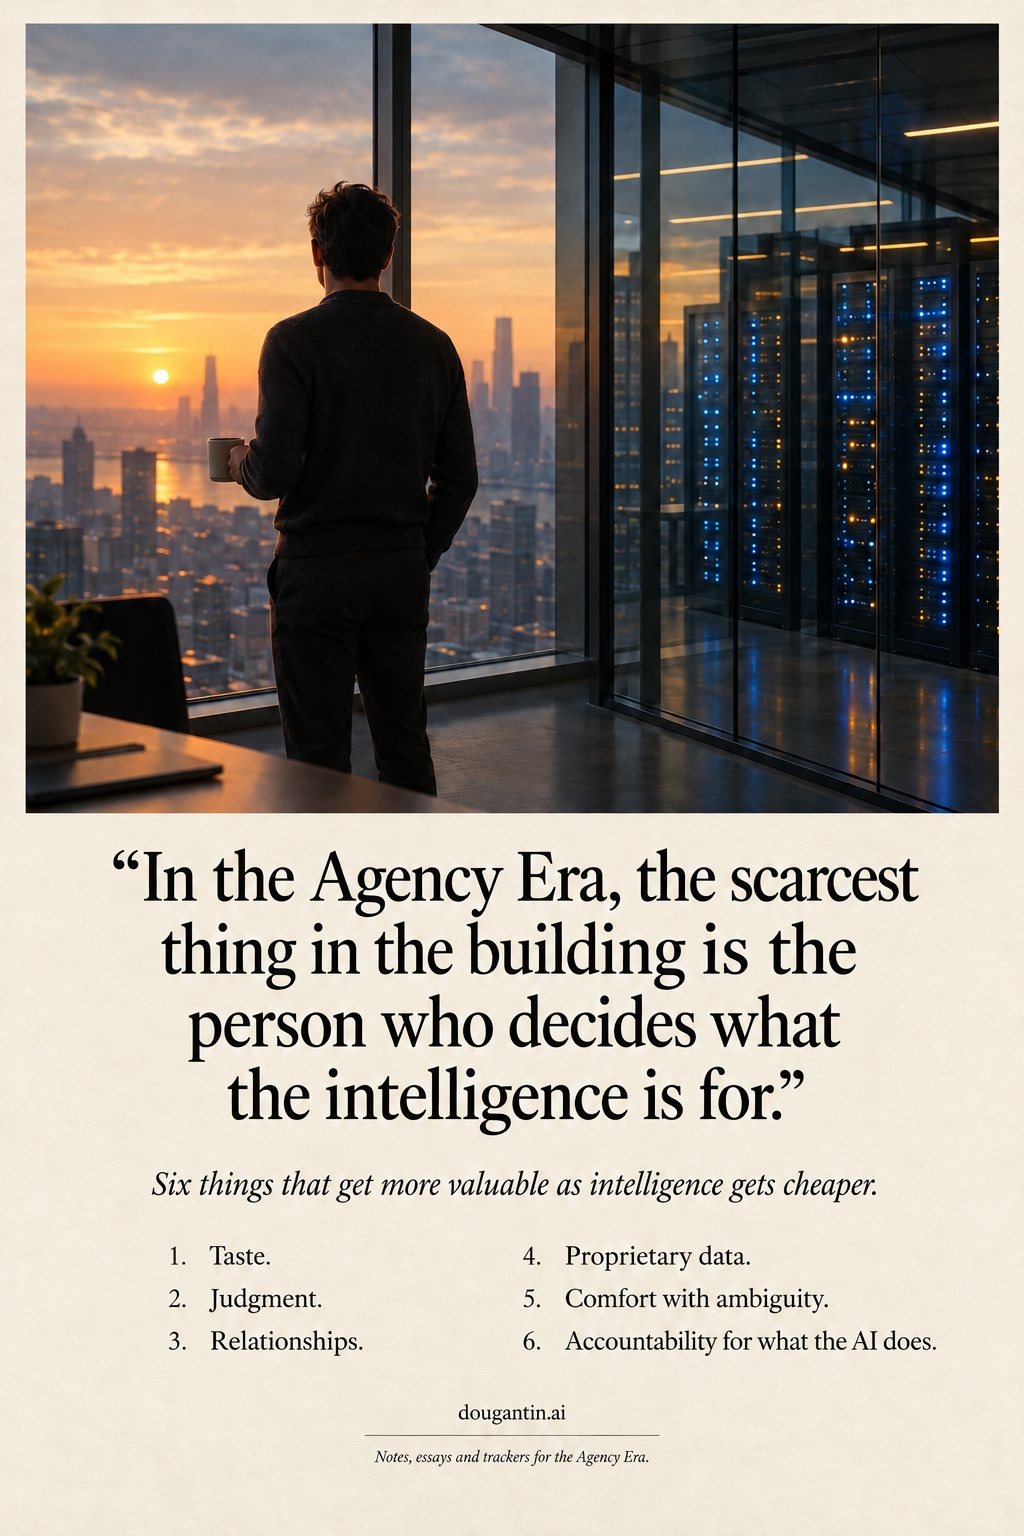 “In the Agency Era, the scarcest
thing in the building is the
person who decides what
the intelligence is for.”
Six things that get more valuable as intelligence gets cheaper.
1. Taste.
2. Judgment.
3. Relationships.
4. Proprietary data.
5. Comfort with ambiguity.
6. Accountability for what the AI does.
dougantin.ai
Notes, essays and trackers for the Agency Era.